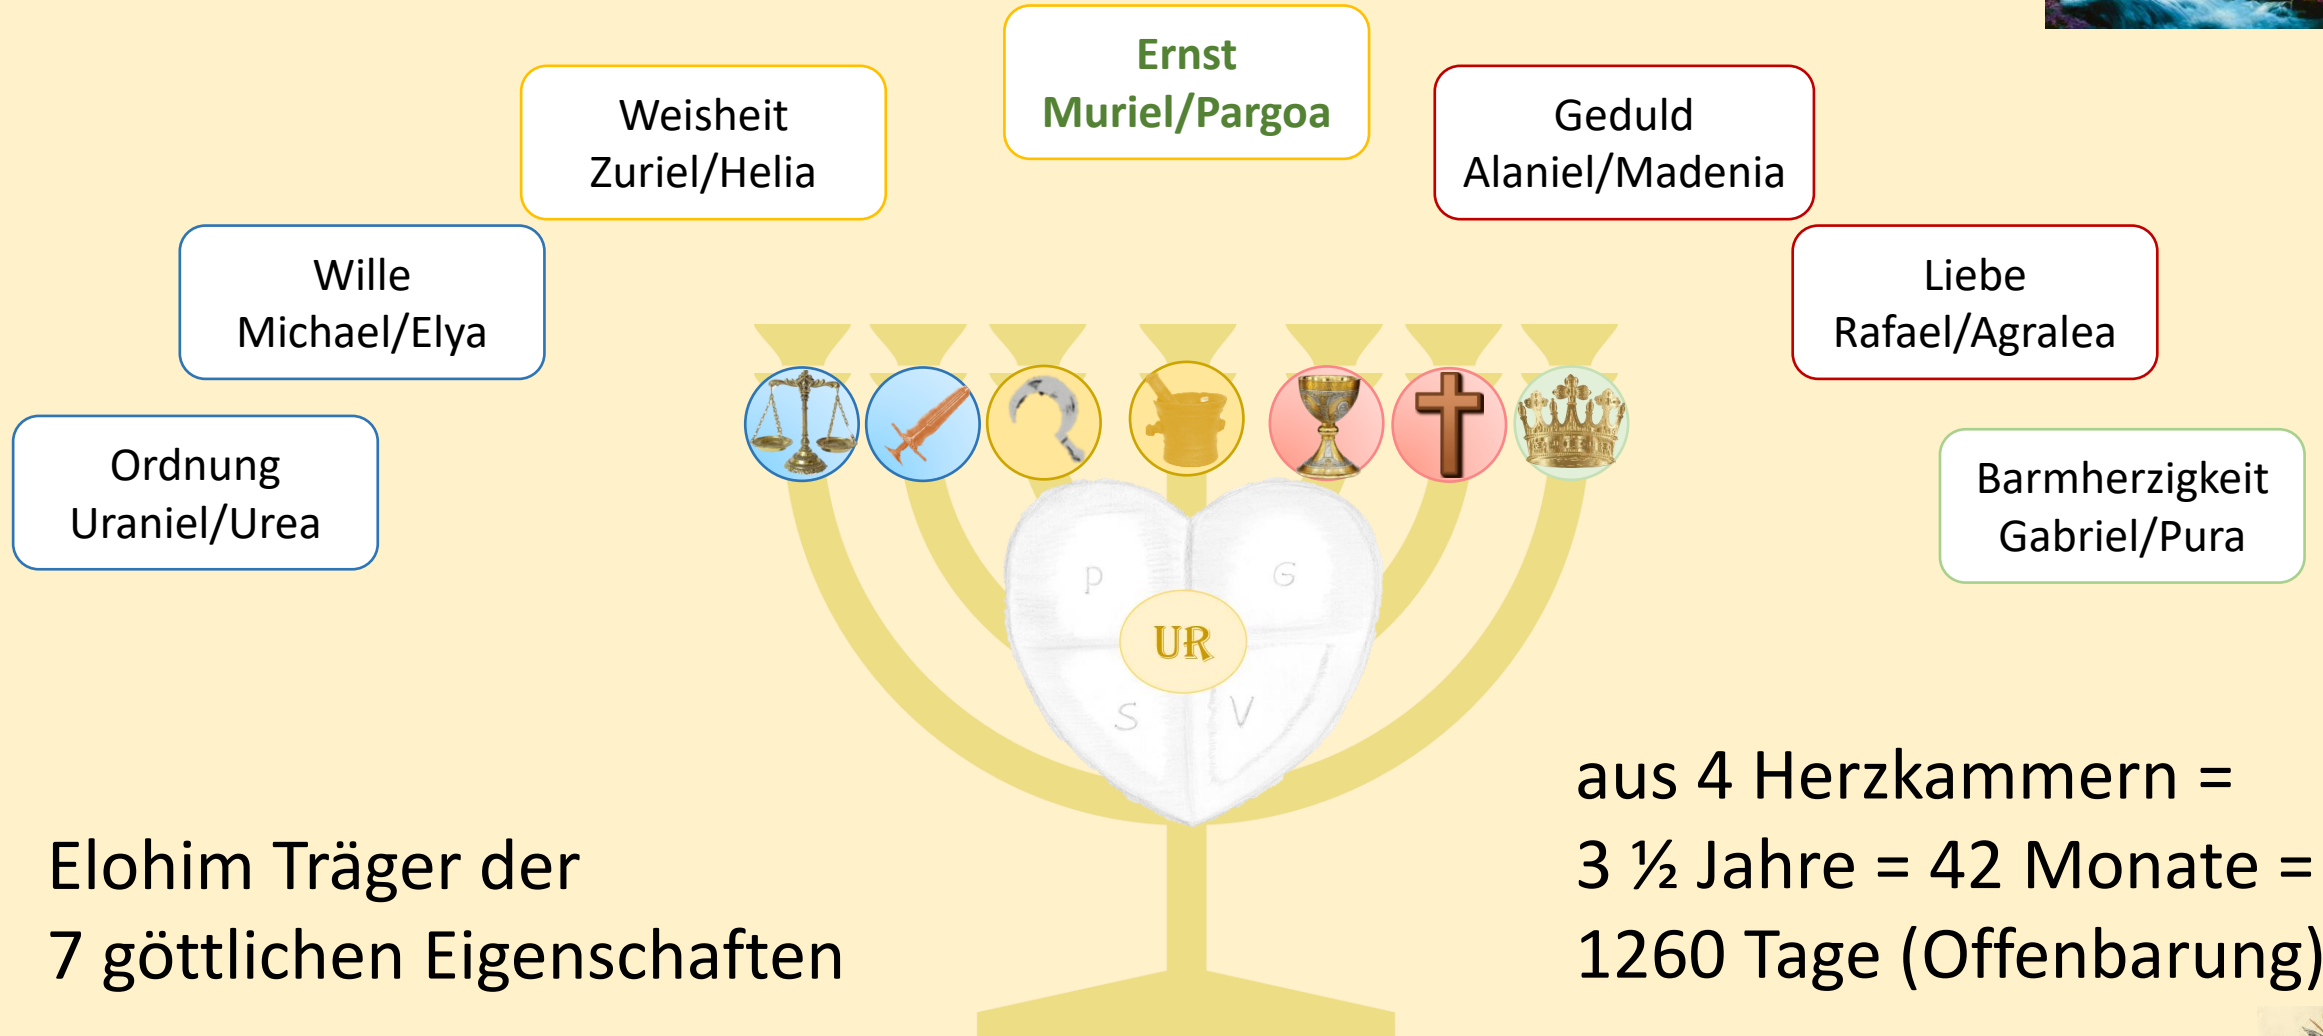 Ernst
Muriel/Pargoa
Weisheit
Zuriel/Helia
Geduld
Alaniel/Madenia
Wille
Michael/Elya
Liebe
Rafael/Agralea
Ordnung
Uraniel/Urea
Barmherzigkeit
Gabriel/Pura
P G
UR
S V
Elohim Träger der
7 göttlichen Eigenschaften
aus 4 Herzkammern =
3 ½ Jahre = 42 Monate =
1260 Tage (Offenbarung)